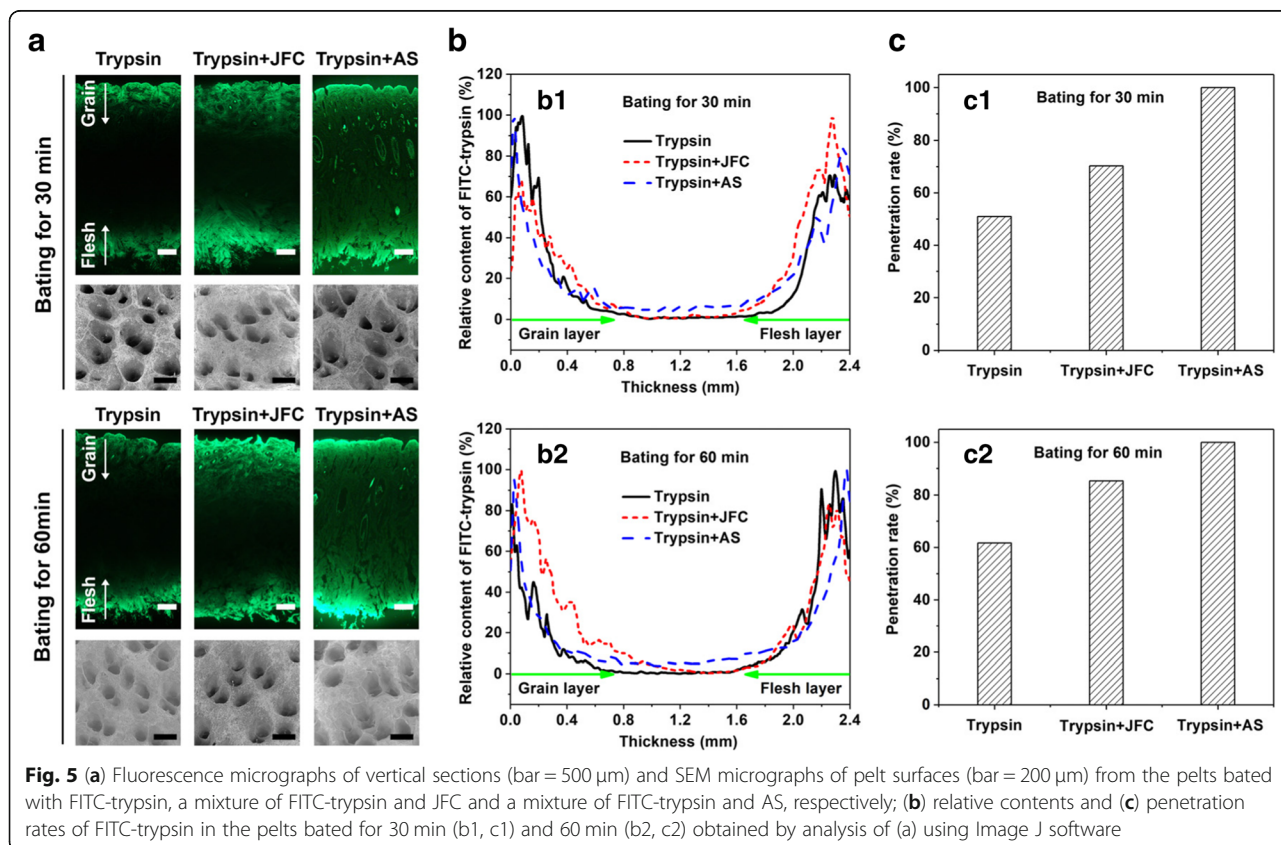 a
Trypsin Trypsin+JFC Trypsin+AS
Bating for 30 min
Grain
Flesh
Trypsin Trypsin+JFC Trypsin+AS
Bating for 60min
Grain
Flesh
b
b1
Bating for 30 min
Trypsin
Trypsin+JFC
Trypsin+AS
Relative content of FITC-trypsin (%)
120
100
80
60
40
20
0
Grain layer
Flesh layer
0.0 0.4 0.8 1.2 1.6 2.0 2.4
Thickness (mm)
b2
Bating for 60 min
Trypsin
Trypsin+JFC
Trypsin+AS
Relative content of FITC-trypsin (%)
120
100
80
60
40
20
0
Grain layer
Flesh layer
0.0 0.4 0.8 1.2 1.6 2.0 2.4
Thickness (mm)
c
c1
Bating for 30 min
Penetration rate (%)
100
80
60
40
20
0
Trypsin Trypsin+JFC Trypsin+AS
c2
Bating for 60 min
Penetration rate (%)
100
80
60
40
20
0
Trypsin Trypsin+JFC Trypsin+AS
Fig. 5 (a) Fluorescence micrographs of vertical sections (bar = 500 μm) and SEM micrographs of pelt surfaces (bar = 200 μm) from the pelts bated
with FITC-trypsin, a mixture of FITC-trypsin and JFC and a mixture of FITC-trypsin and AS, respectively; (b) relative contents and (c) penetration
rates of FITC-trypsin in the pelts bated for 30 min (b1, c1) and 60 min (b2, c2) obtained by analysis of (a) using Image J software